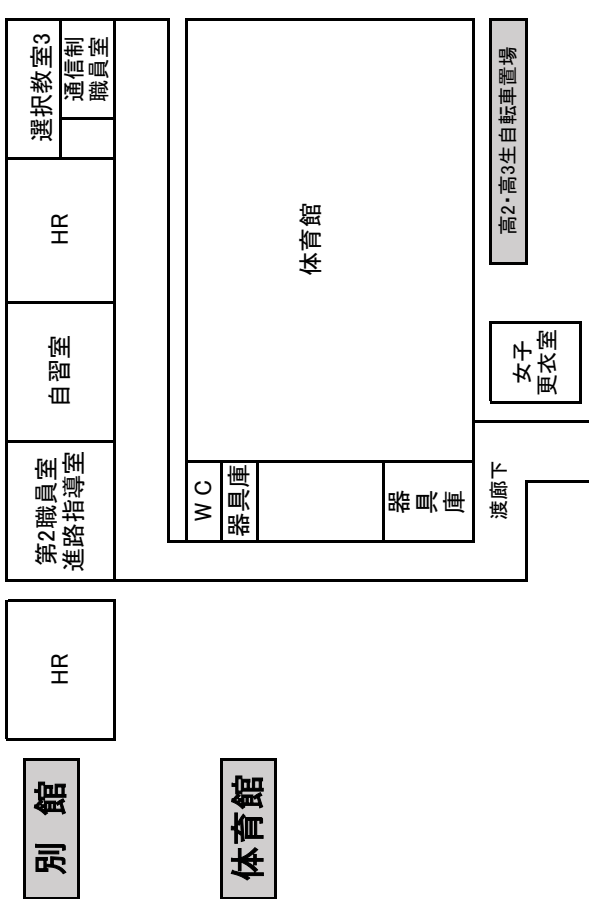 別 館
HR
第2職員室
進路指導室
自習室
HR
選択教室3
通信制
職員室
体育館
WC
器具庫
器具庫
体育館
渡廊下
女子
更衣室
高2・高3生自転車置場